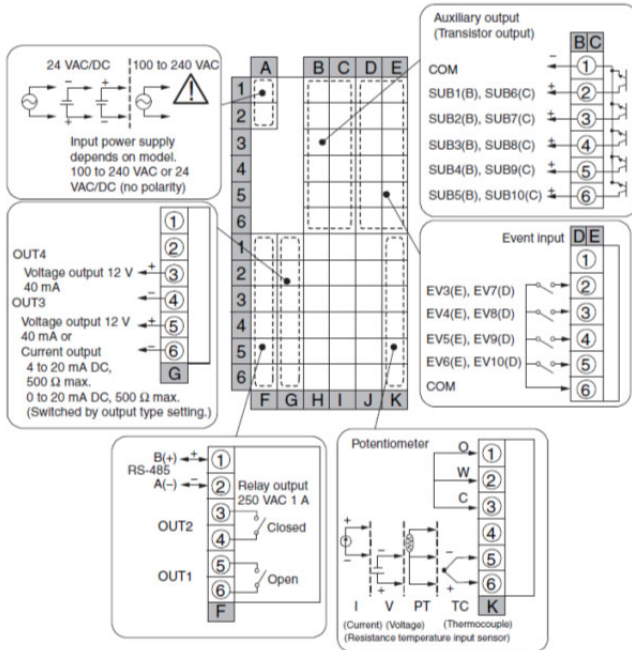 24 VAC/DC
100 to 240 VAC
− + + −
Input power supply
depends on model.
100 to 240 VAC or 24
VAC/DC (no polarity)
A
B C D E
1
2
3
4
5
6
1
2
3
4
5
6
F G H I J K
Auxiliary output
(Transistor output)
B C
COM − 1
SUB1(B), SUB6(C) + 2
SUB2(B), SUB7(C) + 3
SUB3(B), SUB8(C) + 4
SUB4(B), SUB9(C) + 5
SUB5(B), SUB10(C) + 6
1
2
OUT4
Voltage output 12 V + 3
40 mA
OUT3 − 4
Voltage output 12 V + 5
40 mA or
Current output − 6
4 to 20 mA DC,
500 Ω max.
G
0 to 20 mA DC, 500 Ω max.
(Switched by output type setting.)
Event input D E
1
EV3(E), EV7(D) 2
EV4(E), EV8(D) 3
EV5(E), EV9(D) 4
EV6(E), EV10(D) 5
COM 6
B(+) + 1
RS-485
A(−) − 2
Relay output
250 VAC 1 A
OUT2
3
4
Closed
OUT1
5
6
Open
F
Potentiometer
O 1
W 2
C 3
4
− 5
+ 6
+ − − +
I V PT TC K
(Current) (Voltage) (Thermocouple)
(Resistance temperature input sensor)